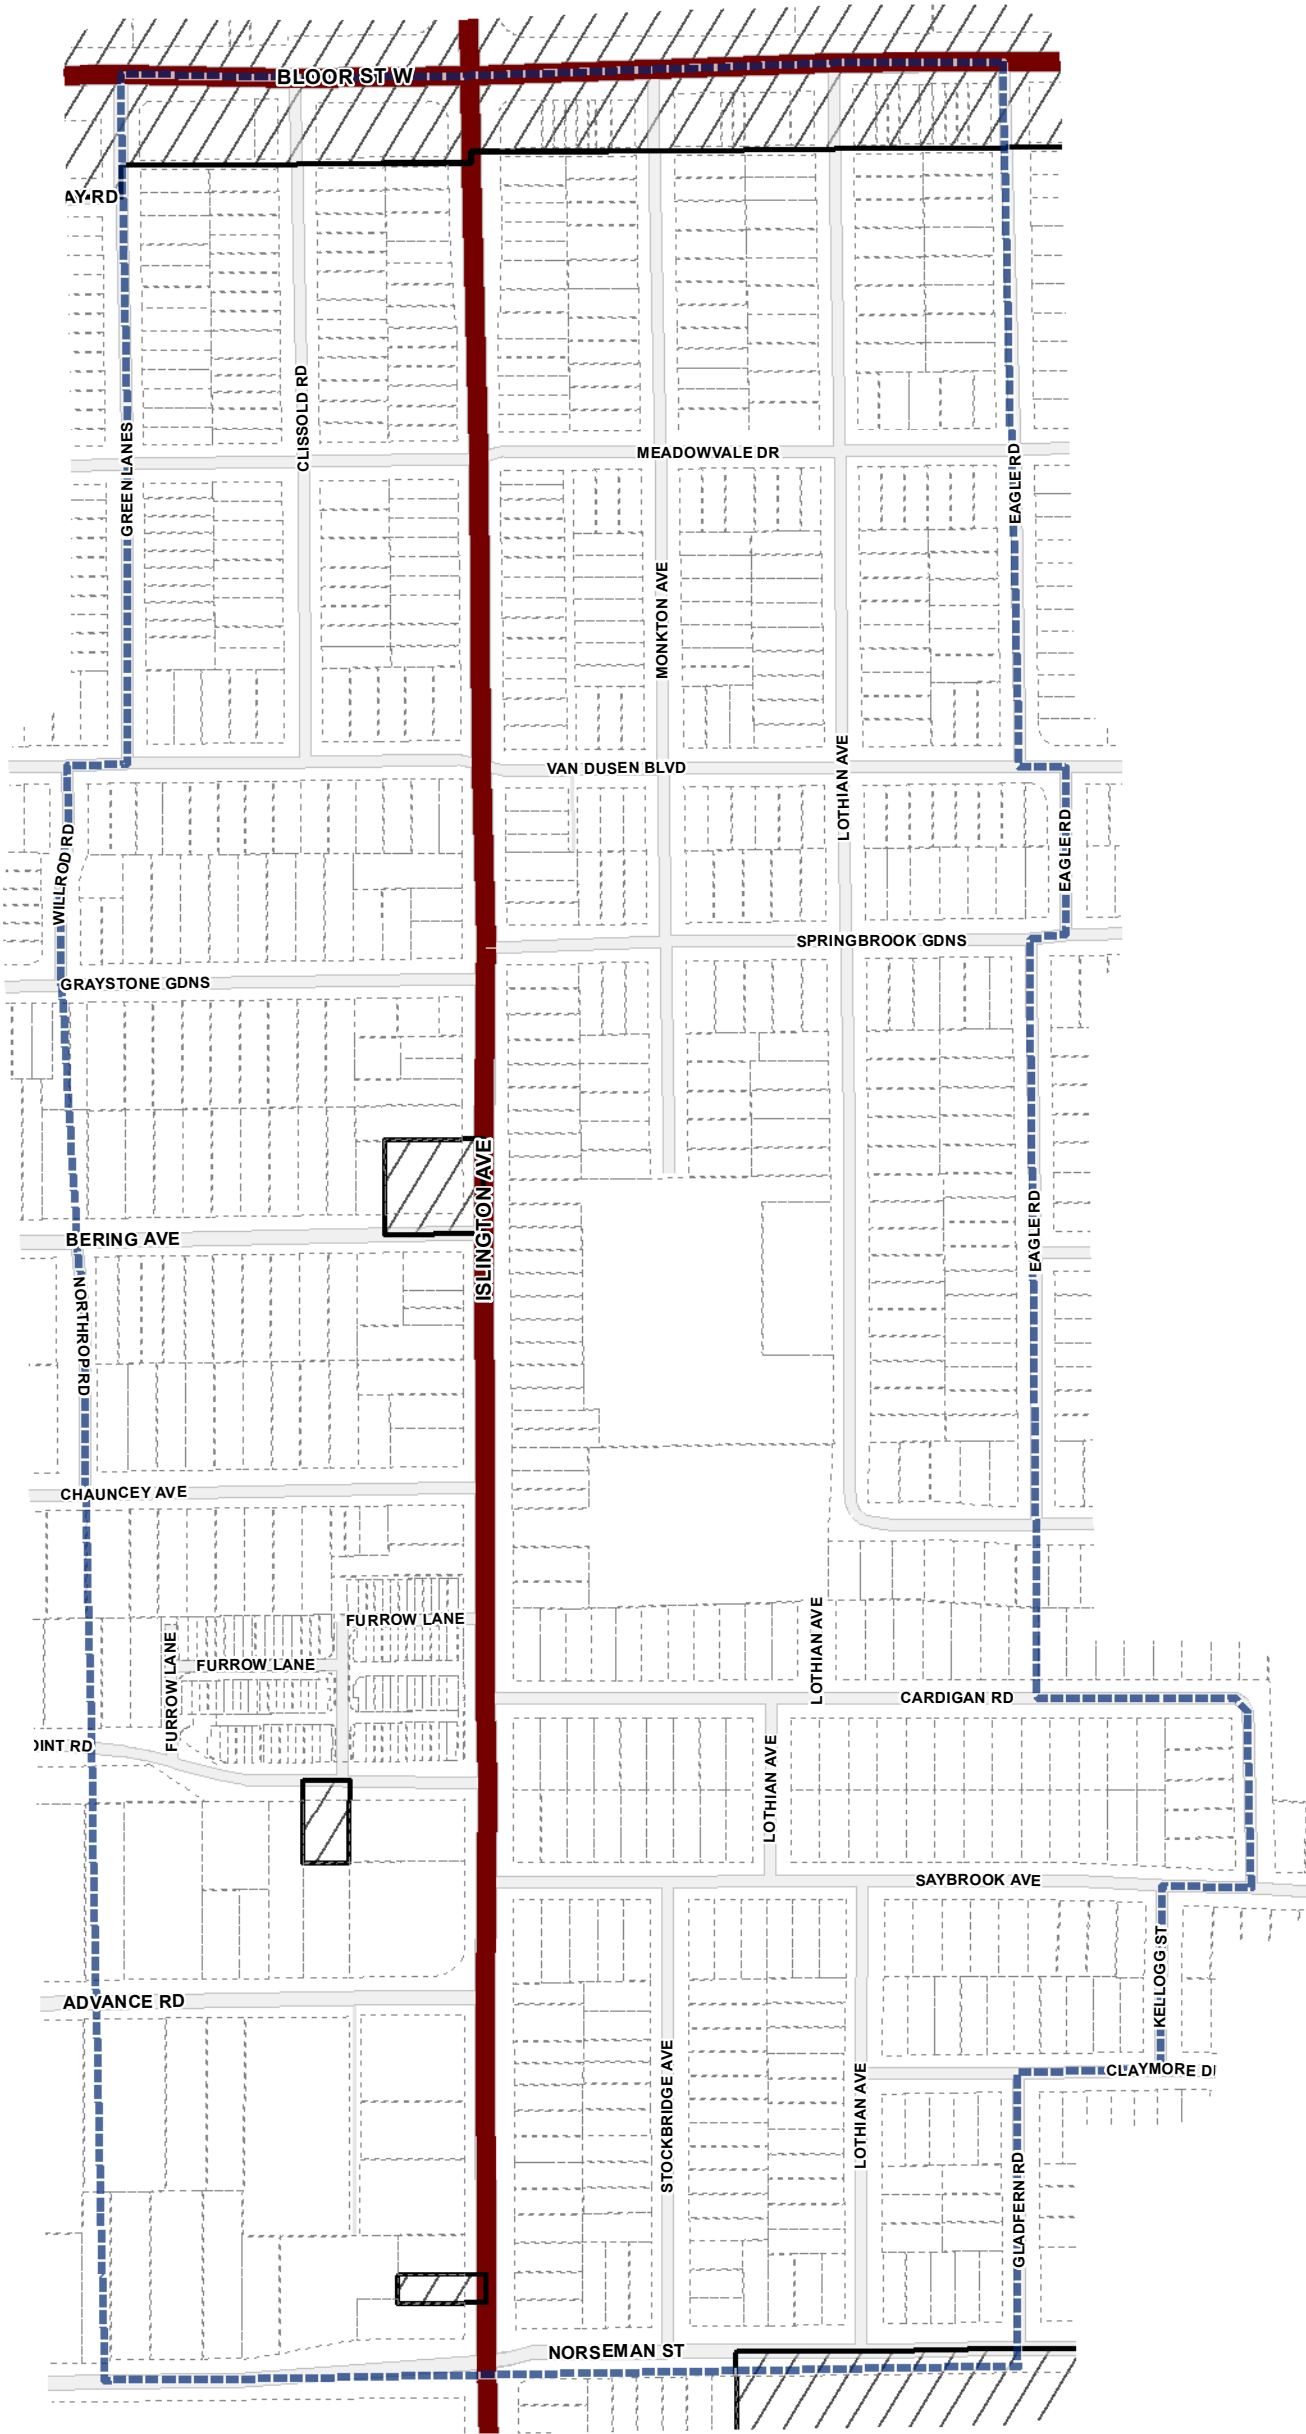 BLOOR ST W
AY RD
CLISSOLD RD
GREEN LANES
MEADOWVALE DR
EAGLE RD
MONKTON AVE
LOTHIAN AVE
VAN DUSEN BLVD
WILLROD RD
EAGLE RD
SPRINGBROOK GDNS
GRAYSTONE GDNS
ISLINGTON AVE
EAGLE RD
BERING AVE
NORTHROP RD
CHAUNCEY AVE
LOTHIAN AVE
FURROW LANE
FURROW LANE
FURROW LANE
CARDIGAN RD
OINT RD
LOTHIAN AVE
SAYBROOK AVE
KELLOGG ST
ADVANCE RD
STOCKBRIDGE AVE
LOTHIAN AVE
CLAYMORE D
GLADFERN RD
NORSEMAN ST